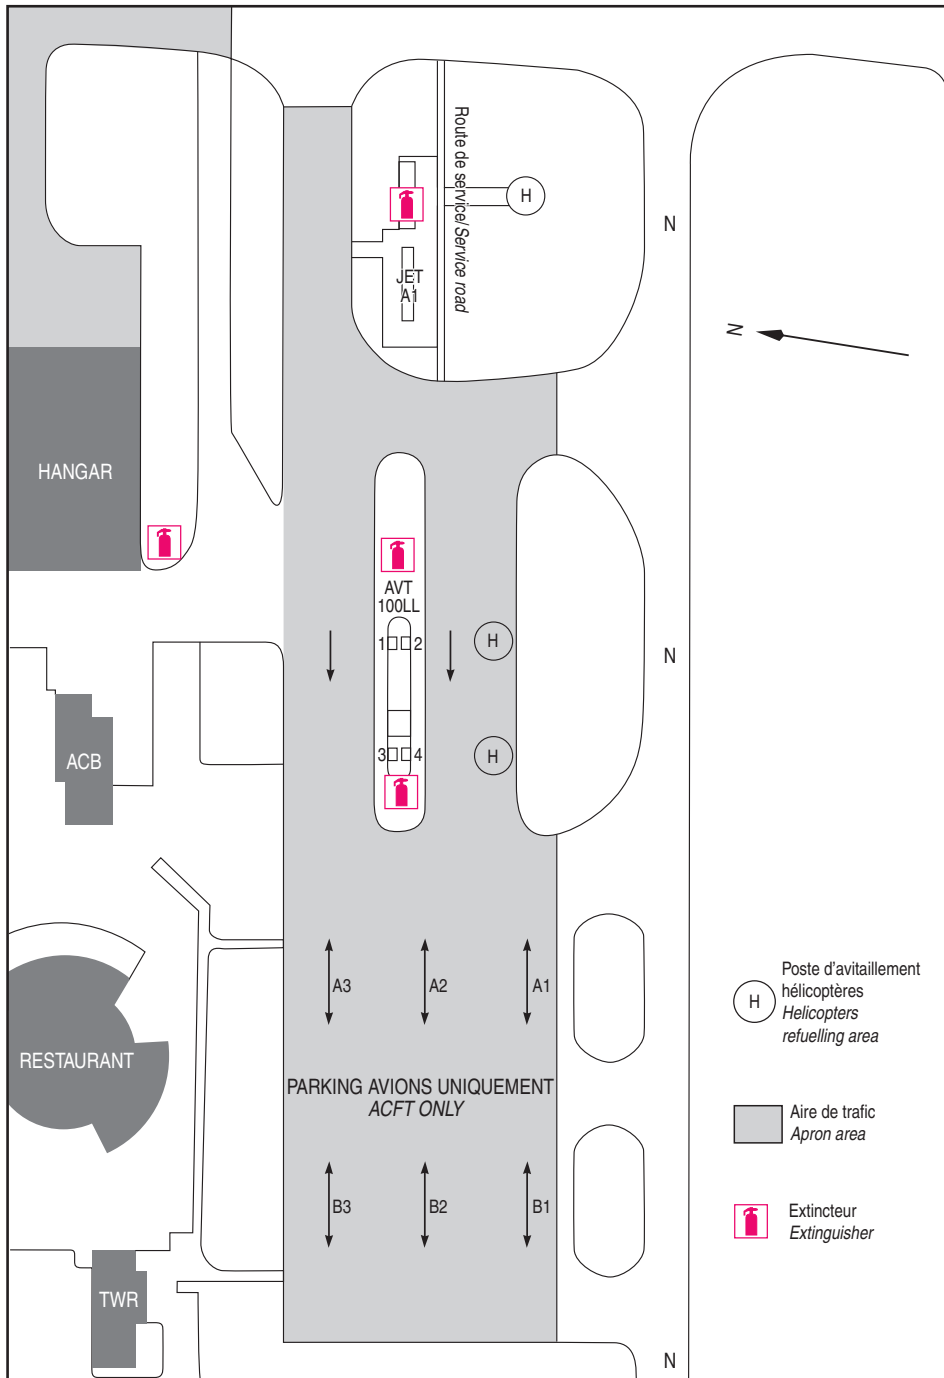 Route de service/Service road
H
N
JET
A1
N
HANGAR
AVT
100LL
1
2
H
N
3
4
H
ACB
A3
A2
A1
Poste d'avitaillement
hélicoptères
H
Helicopters
refuelling area
RESTAURANT
PARKING AVIONS UNIQUEMENT
ACFT ONLY
Aire de trafic
Apron area
B3
B2
B1
Extincteur
Extinguisher
TWR
N